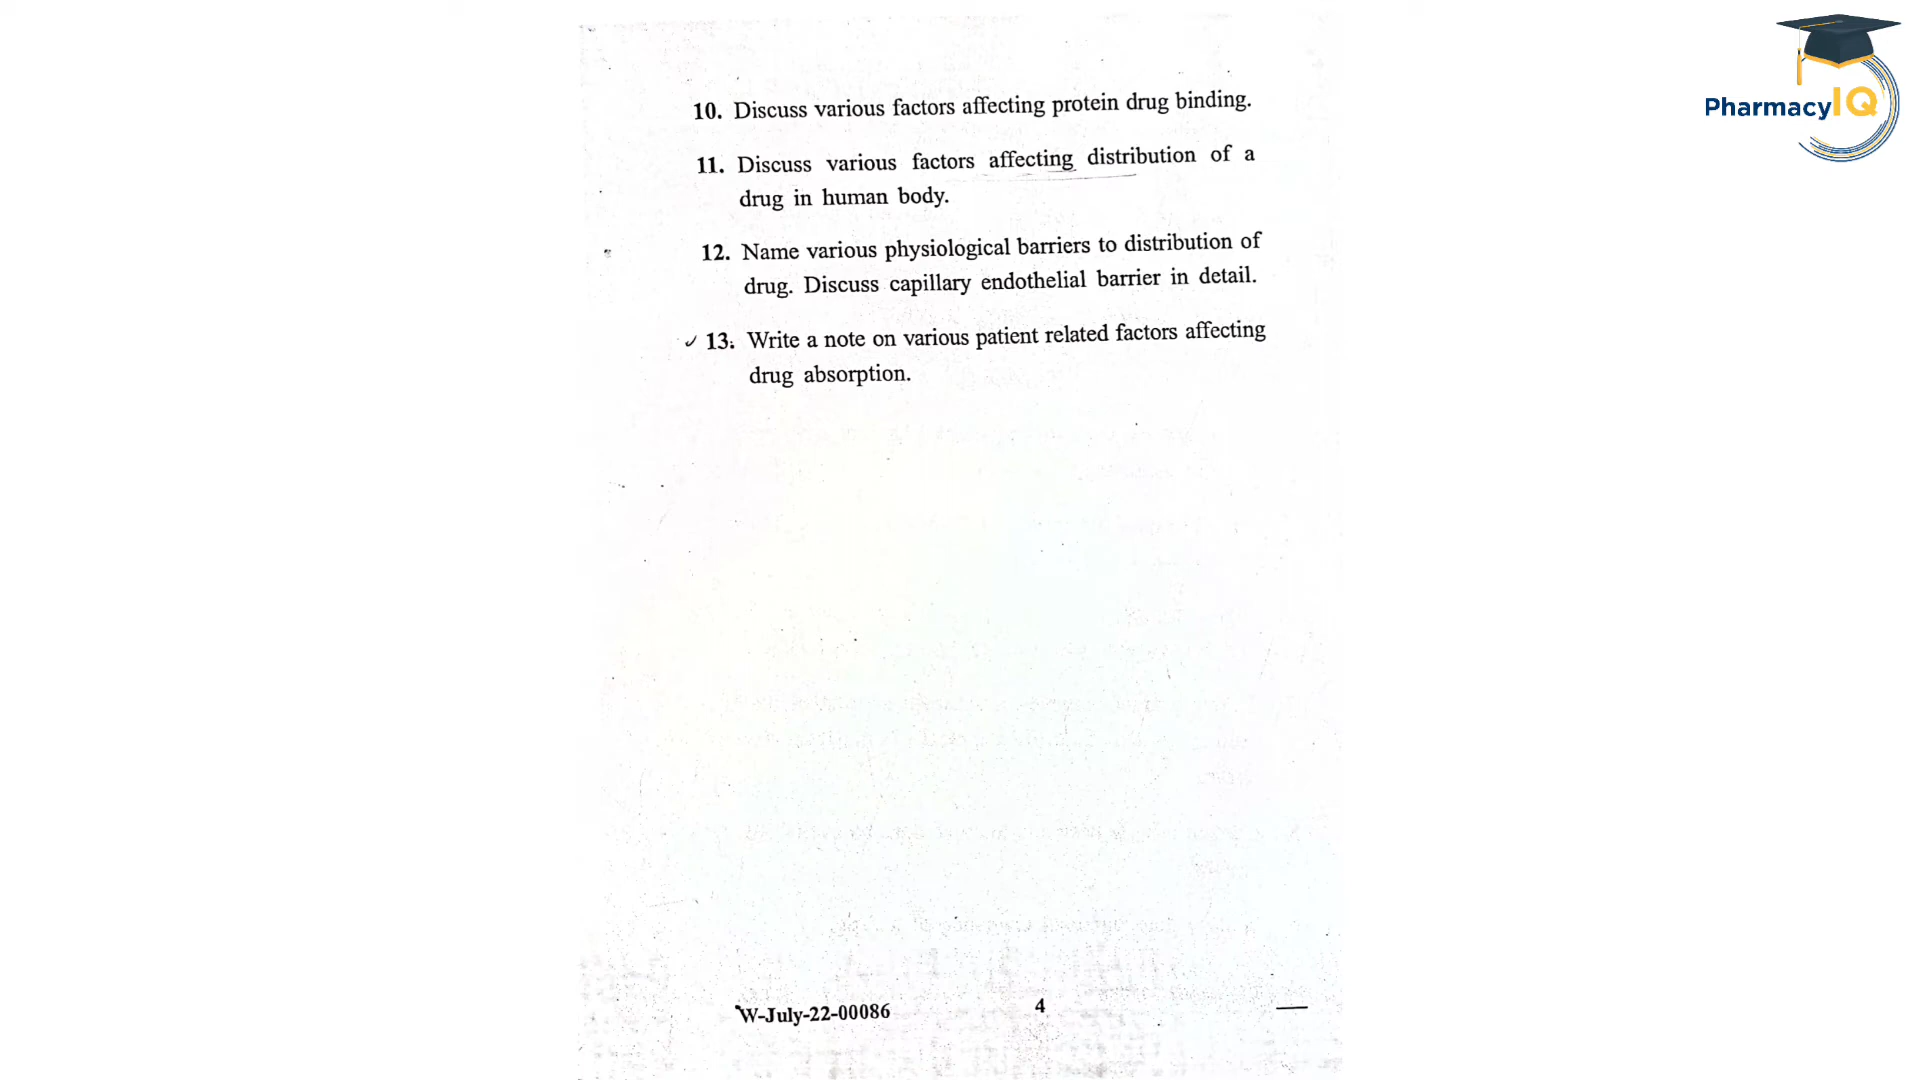 PharmacyIQ
10. Discuss various factors affecting protein drug binding.
11. Discuss various factors affecting distribution of a
drug in human body.
12. Name various physiological barriers to distribution of
drug. Discuss capillary endothelial barrier in detail.
13. Write a note on various patient related factors affecting
drug absorption.
W-July-22-00086 4